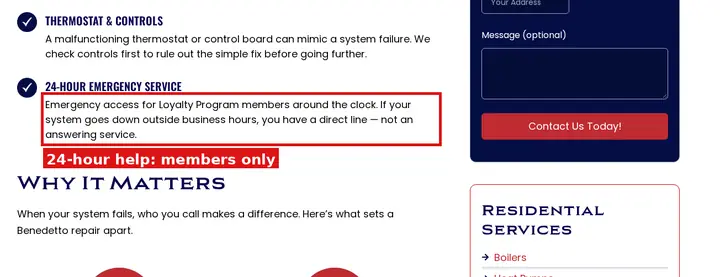 THERMOSTAT & CONTROLS
A malfunctioning thermostat or control board can mimic a system failure. We
check controls first to rule out the simple fix before going further.
24-HOUR EMERGENCY SERVICE
Emergency access for Loyalty Program members around the clock. If your
system goes down outside business hours, you have a direct line — not an
answering service.
24-hour help: members only
WHY IT MATTERS
When your system fails, who you call makes a difference. Here’s what sets a
Benedetto repair apart.
Your Address
Message (optional)
Contact Us Today!
RESIDENTIAL
SERVICES
Boilers
Heat Pumps